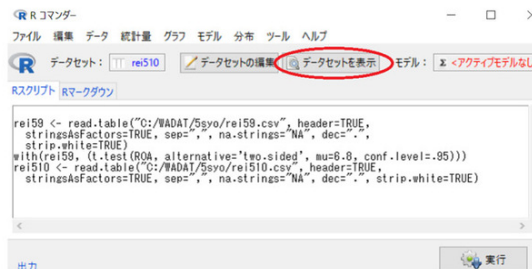 R コマンダー
ファイル 編集 データ 統計量 グラフ モデル 分布 ツール ヘルプ
R データセット: rei510 データセットの編集 データセットを表示 モデル: Σ <アクティブモデルなし
Rスクリプト Rマークダウン
rei59 <- read.table("C:/WADAT/5syo/rei59.csv", header=TRUE,
stringsAsFactors=TRUE, sep=",", na.strings="NA", dec=".",
strip.white=TRUE)
with(rei59, (t.test(ROA, alternative='two.sided', mu=6.8, conf.level=.95)))
rei510 <- read.table("C:/WADAT/5syo/rei510.csv", header=TRUE,
stringsAsFactors=TRUE, sep=",", na.strings="NA", dec=".", strip.white=TRUE)
実行
出力